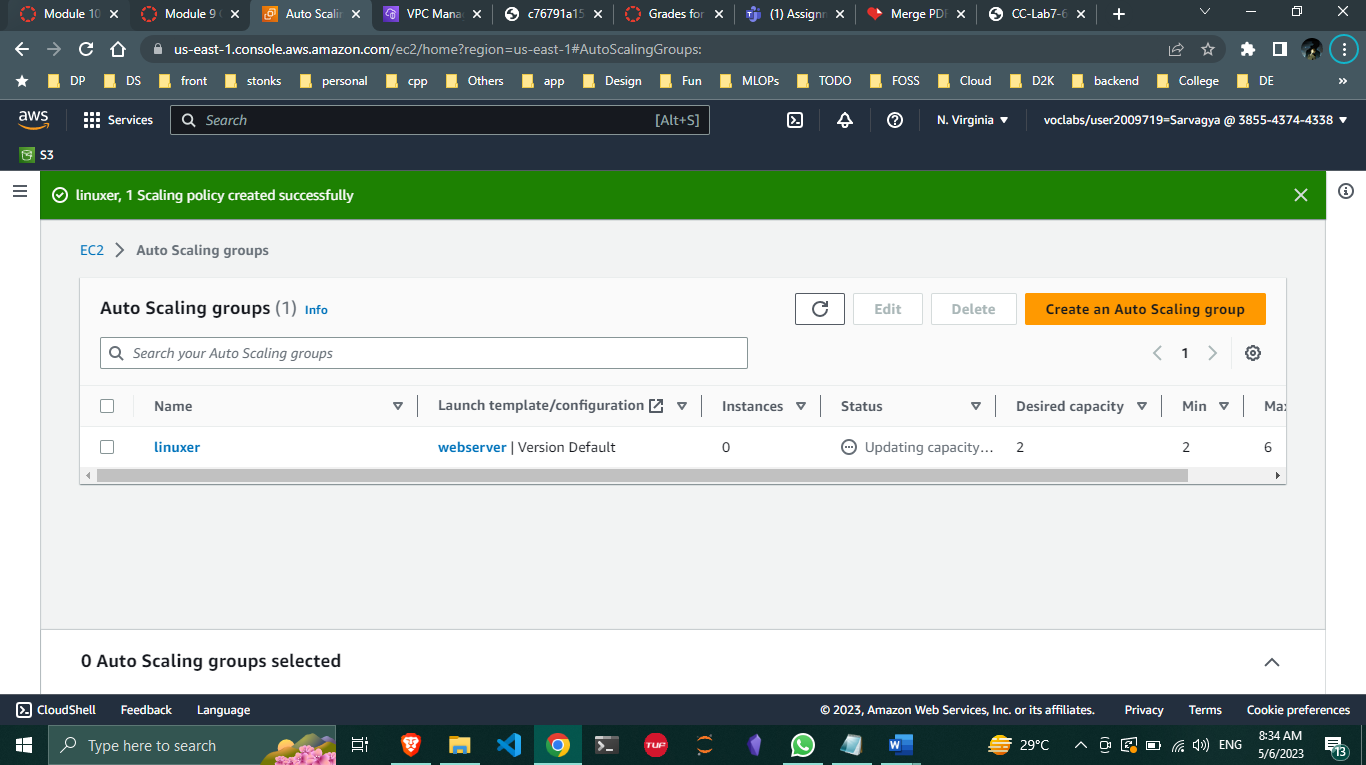 Module 10
Module 9
Auto Scalin
VPC Mana
c76791a15
Grades for
(1) Assignm
Merge PDF
CC-Lab7-6
us-east-1.console.aws.amazon.com/ec2/home?region=us-east-1#AutoScalingGroups:
DP
DS
front
stonks
personal
cpp
Others
app
Design
Fun
MLOPs
TODO
FOSS
Cloud
D2K
backend
College
DE
»
aws
Services
Search
[Alt+S]
N. Virginia
voclabs/user2009719=Sarvagya @ 3855-4374-4338
S3
linuxer, 1 Scaling policy created successfully
EC2
Auto Scaling groups
Auto Scaling groups (1) Info
Edit
Delete
Create an Auto Scaling group
Search your Auto Scaling groups
1
Name
Launch template/configuration
Instances
Status
Desired capacity
Min
Max
linuxer
webserver | Version Default
0
Updating capacity...
2
2
6
0 Auto Scaling groups selected
CloudShell
Feedback
Language
© 2023, Amazon Web Services, Inc. or its affiliates.
Privacy
Terms
Cookie preferences
Type here to search
TUF
W
29°C
ENG
8:34 AM
5/6/2023
13